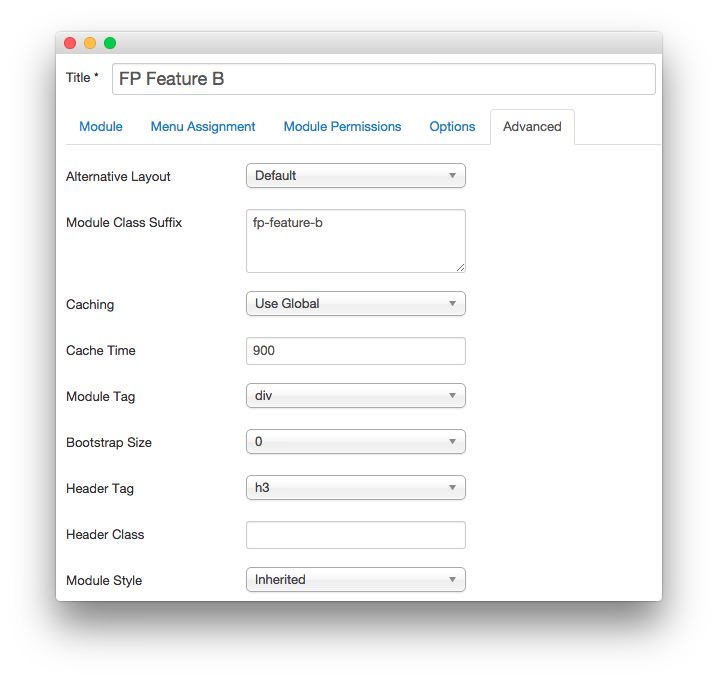 Title * FP Feature B
Module Menu Assignment Module Permissions Options Advanced
Alternative Layout Default
Module Class Suffix fp-feature-b
Caching Use Global
Cache Time 900
Module Tag div
Bootstrap Size 0
Header Tag h3
Header Class
Module Style Inherited